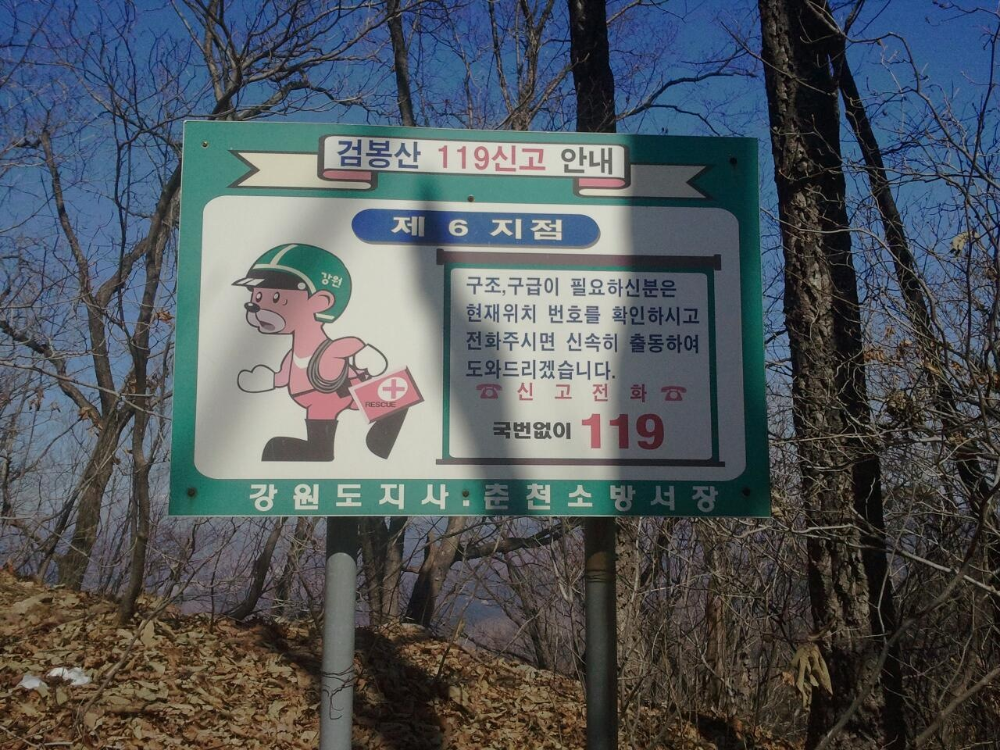 검봉산 119신고 안내
제 6 지점
강원
구조,구급이 필요하신분은
현재위치 번호를 확인하시고
전화주시면 신속히 출동하여
도와드리겠습니다.
☎ 신 고 전 화 ☎
RESCUE
국번없이 119
강원도지사·춘천소방서장